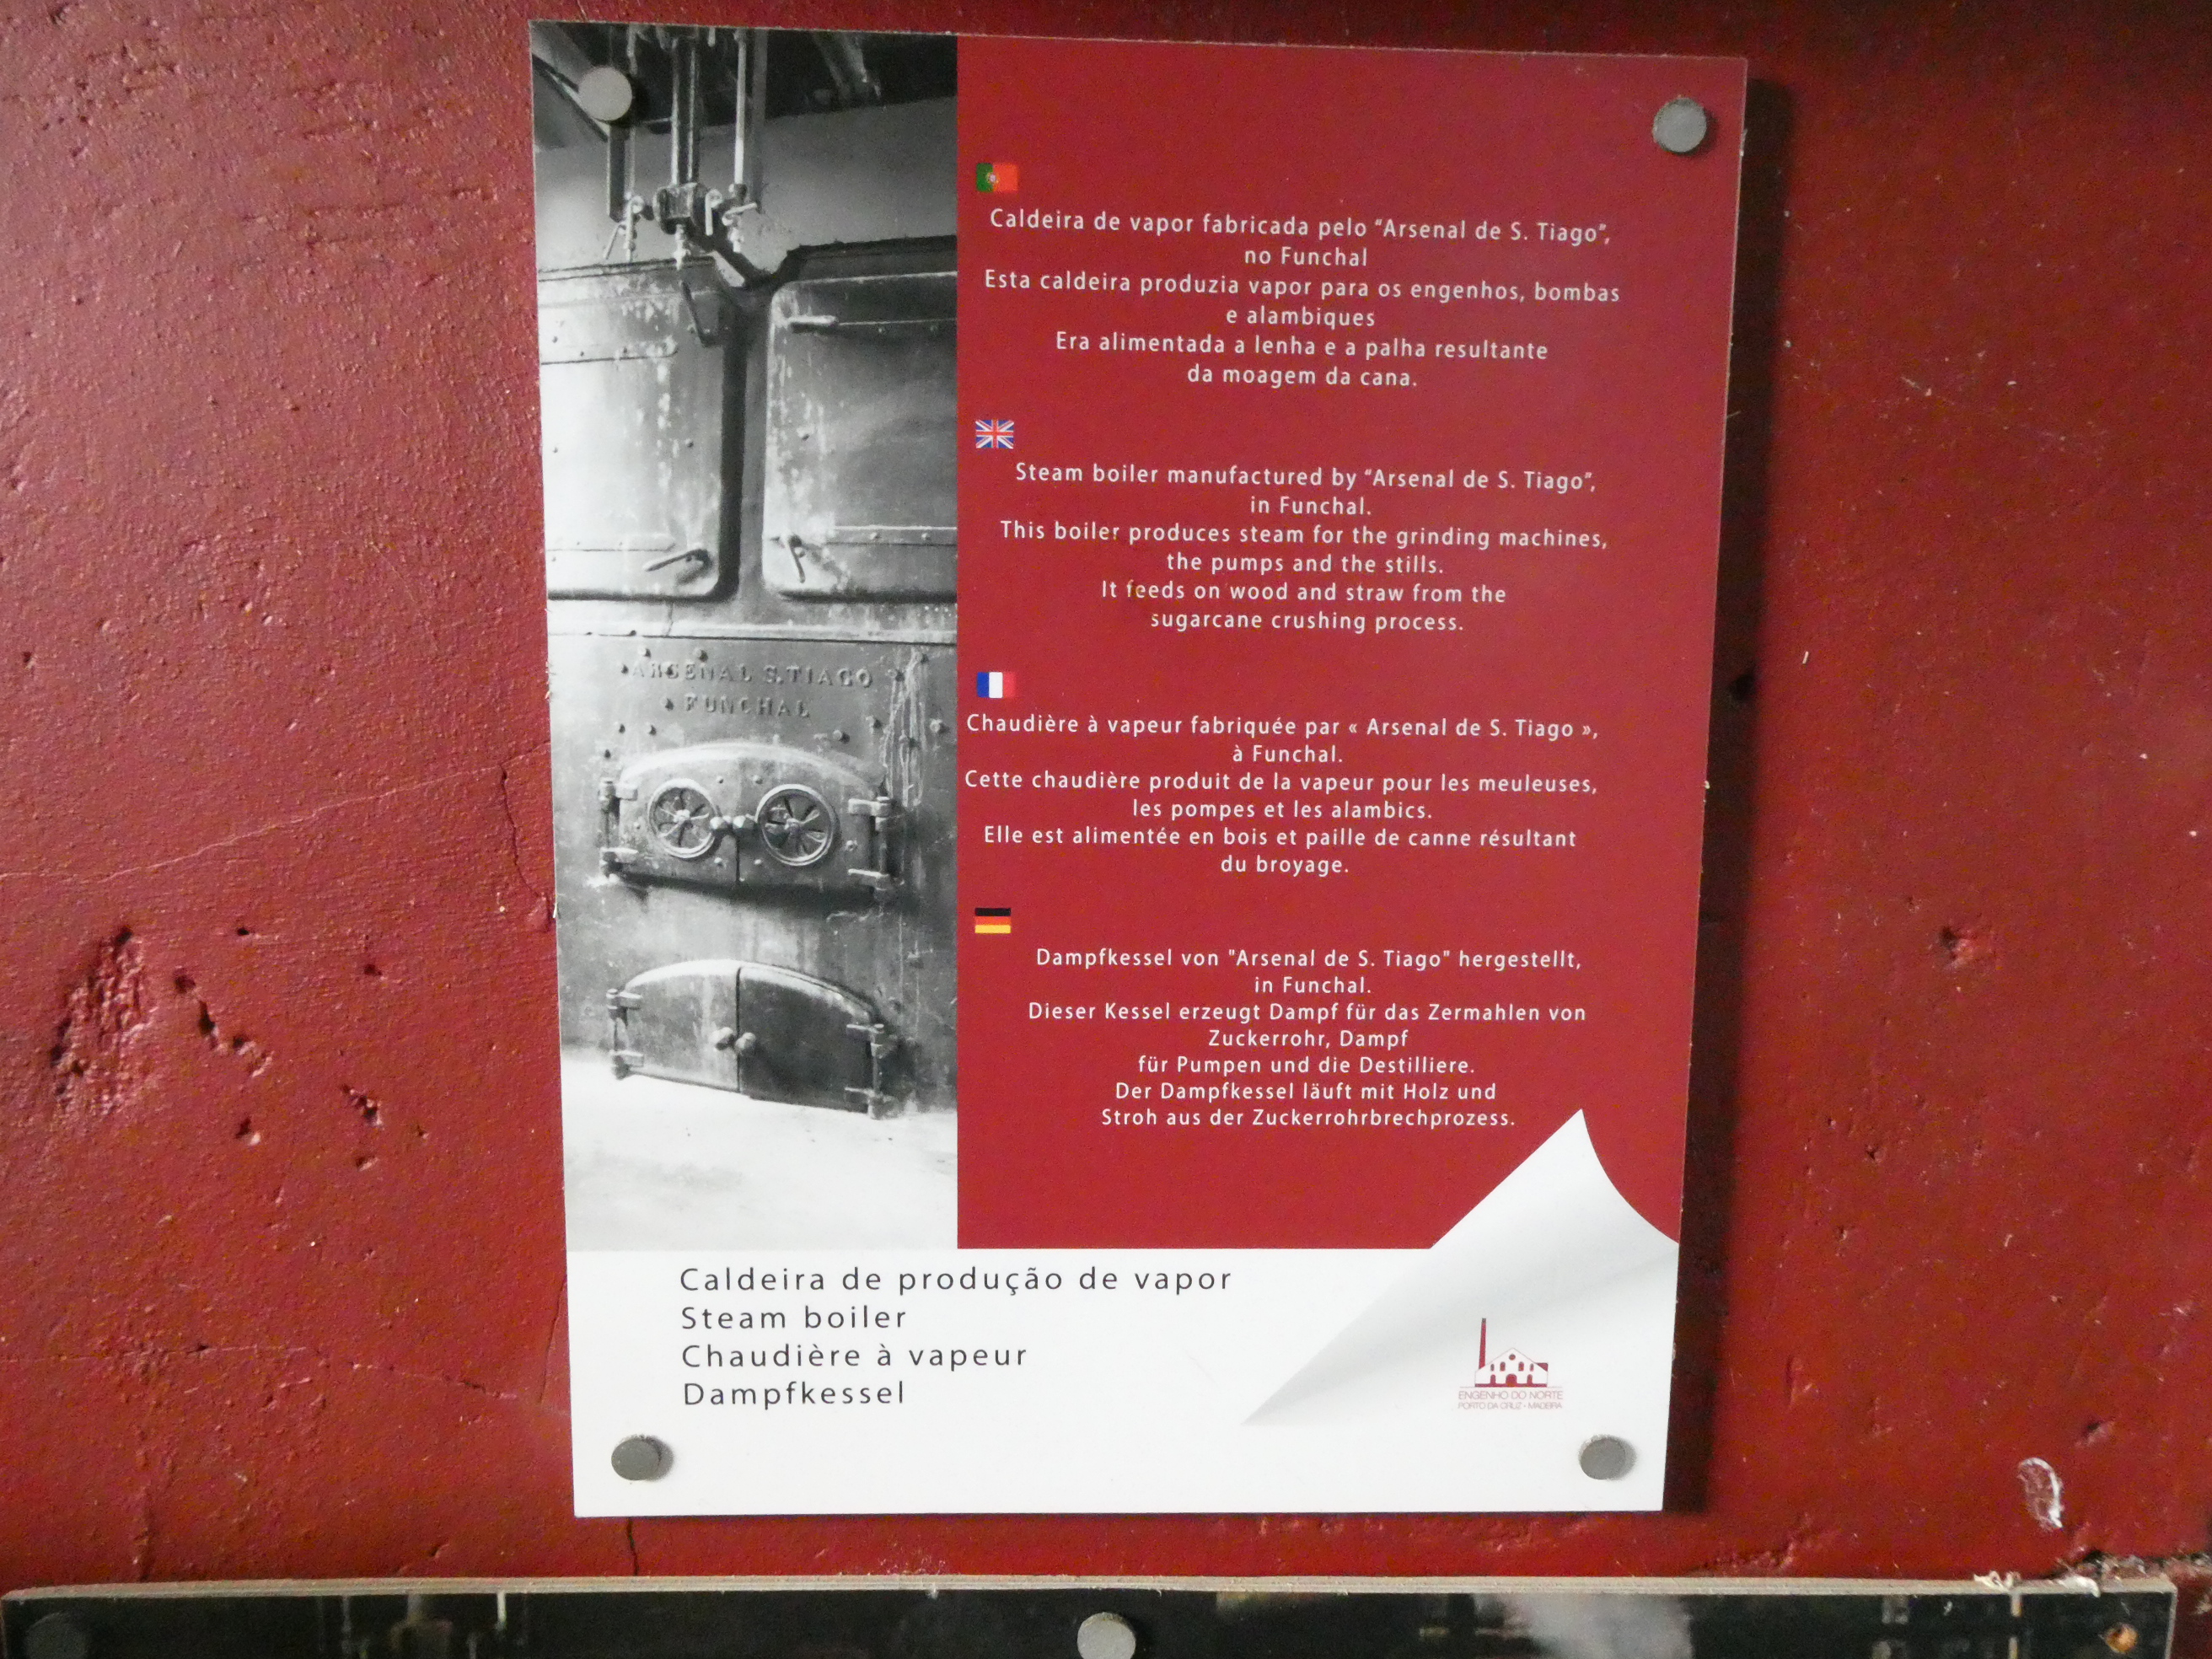 Caldeira de vapor fabricada pelo “Arsenal de S. Tiago”,
no Funchal
Esta caldeira produzia vapor para os engenhos, bombas
e alambiques
Era alimentada a lenha e a palha resultante
da moagem da cana.
Steam boiler manufactured by “Arsenal de S. Tiago”,
in Funchal.
This boiler produces steam for the grinding machines,
the pumps and the stills.
It feeds on wood and straw from the
sugarcane crushing process.
Chaudière à vapeur fabriquée par « Arsenal de S. Tiago »,
à Funchal.
Cette chaudière produit de la vapeur pour les meuleuses,
les pompes et les alambics.
Elle est alimentée en bois et paille de canne résultant
du broyage.
Dampfkessel von "Arsenal de S. Tiago" hergestellt,
in Funchal.
Dieser Kessel erzeugt Dampf für das Zermahlen von
Zuckerrohr, Dampf
für Pumpen und die Destilliere.
Der Dampfkessel läuft mit Holz und
Stroh aus der Zuckerrohrbrechprozess.
ARSENAL S. TIAGO
FUNCHAL
Caldeira de produção de vapor
Steam boiler
Chaudière à vapeur
Dampfkessel
ENGENHO DO NORTE
PORTO DA CRUZ - MADEIRA